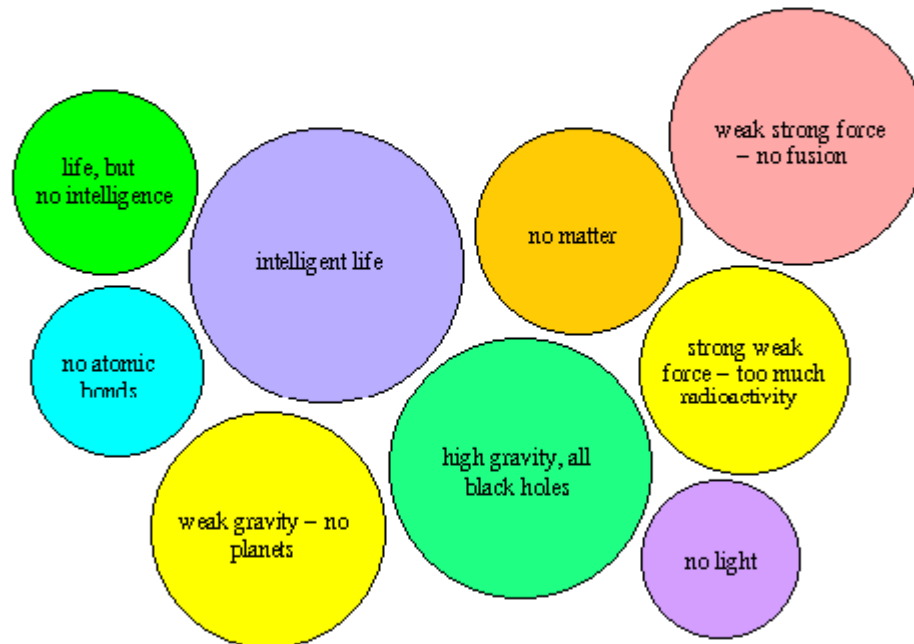 weak strong force
– no fusion
life, but
no intelligence
no matter
intelligent life
no atomic
bonds
strong weak
force – too much
radioactivity
high gravity, all
black holes
weak gravity – no
planets
no light